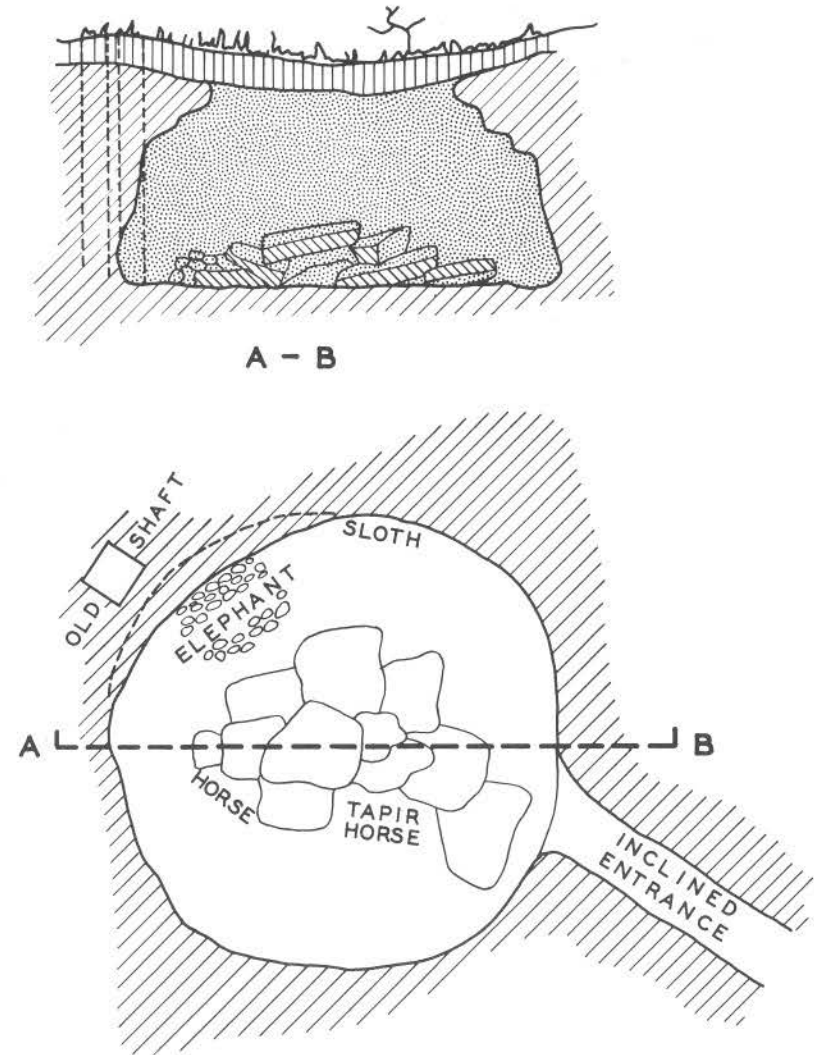 A – B
OLD SHAFT
SLOTH
ELEPHANT
A
B
HORSE
TAPIR
HORSE
INCLINED
ENTRANCE